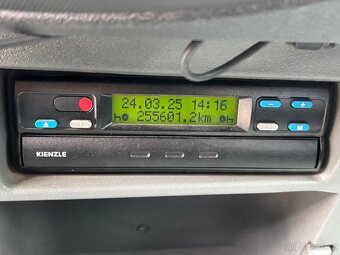 24.03.25 14:16
h● 255601.2km ●h
- +
M
KIENZLE